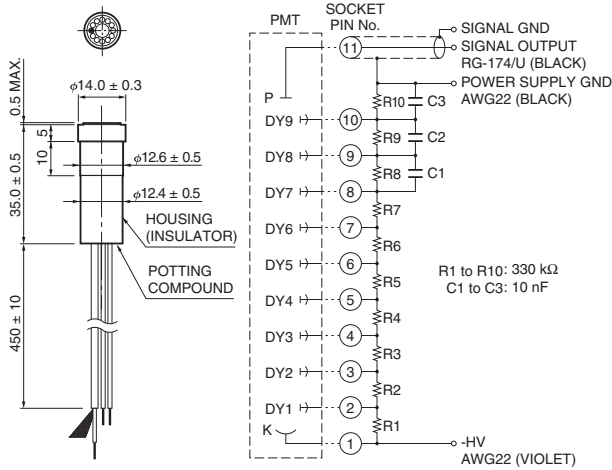 0.5 MAX.
φ14.0 ± 0.3
5
10
35.0 ± 0.5
φ12.6 ± 0.5
φ12.4 ± 0.5
HOUSING
(INSULATOR)
POTTING
COMPOUND
450 ± 10
PMT
SOCKET
PIN No.
SIGNAL GND
SIGNAL OUTPUT
RG-174/U (BLACK)
POWER SUPPLY GND
AWG22 (BLACK)
11
P
R10
C3
DY9
10
R9
C2
DY8
9
R8
C1
DY7
8
R7
DY6
7
R6
DY5
6
R5
DY4
5
R4
DY3
4
R3
DY2
3
R2
DY1
2
R1
K
1
R1 to R10: 330 kΩ
C1 to C3: 10 nF
-HV
AWG22 (VIOLET)